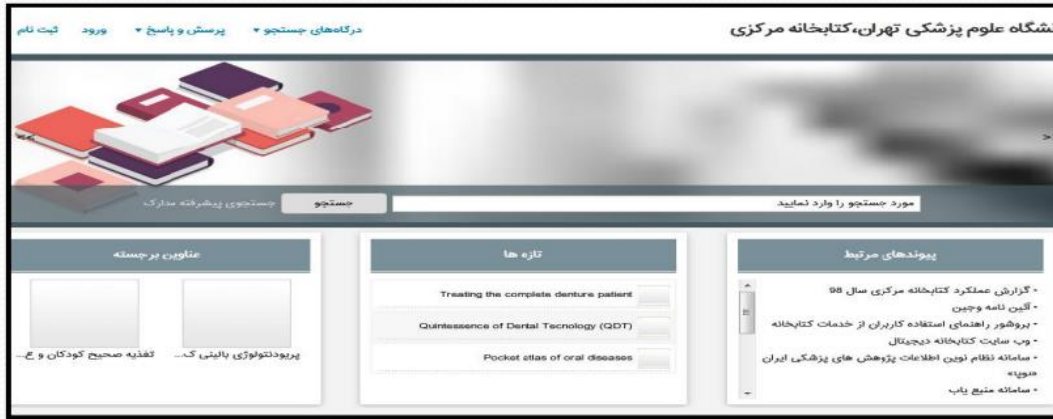 نشگاه علوم پزشکی تهران،کتابخانه مرکزی
درگاه‌های جستجو ▾ پرسش و پاسخ ▾ ورود ثبت نام
مورد جستجو را وارد نمایید
جستجو
جستجوی پیشرفته مدارک
پیوندهای مرتبط
• گزارش عملکرد کتابخانه مرکزی سال 98
• آئین نامه وجین
• بروشور راهنمای استفاده کاربران از خدمات کتابخانه
• وب سایت کتابخانه دیجیتال
• سامانه نظام نوین اطلاعات پژوهش های پزشکی ایران
«نوپا»
• سامانه منبع یاب
تازه ها
Treating the complete denture patient
Quintessence of Dental Tecnology (QDT)
Pocket atlas of oral diseases
عناوین برجسته
پریودنتولوژی بالینی ک...
تغذیه صحیح کودکان و ع...